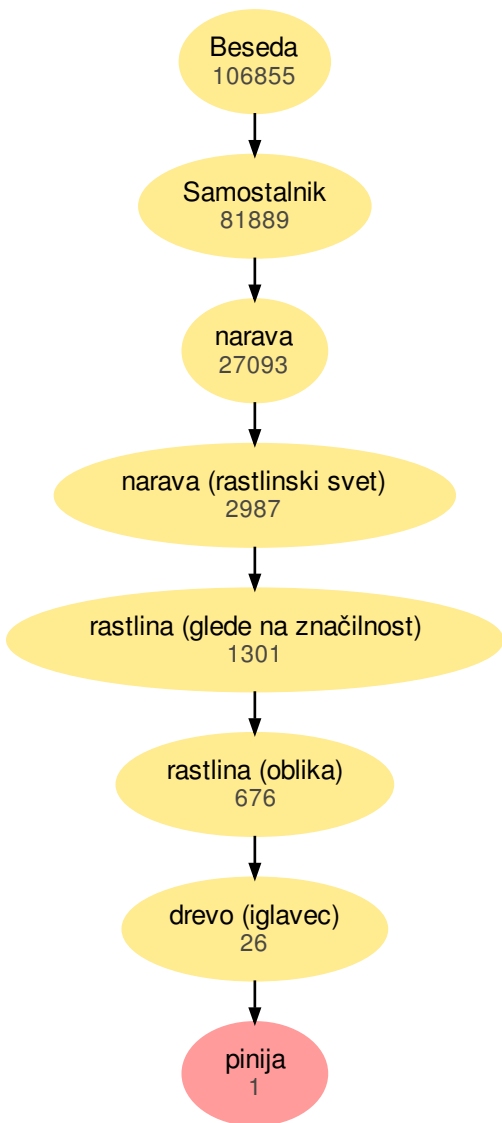 Beseda
106855
Samostalnik
81889
narava
27093
narava (rastlinski svet)
2987
rastlina (glede na značilnost)
1301
rastlina (oblika)
676
drevo (iglavec)
26
pinija
1